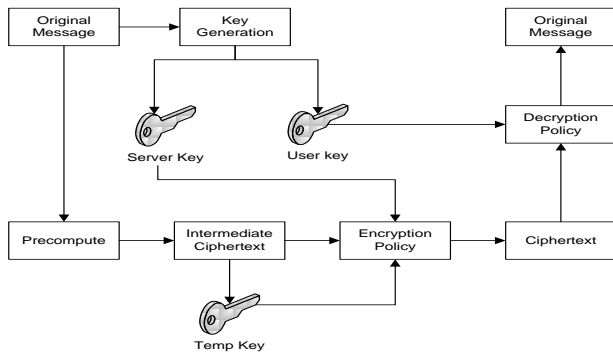 Original
Message
Key
Generation
Original
Message
Server Key
User key
Decryption
Policy
Precompute
Intermediate
Ciphertext
Encryption
Policy
Ciphertext
Temp Key